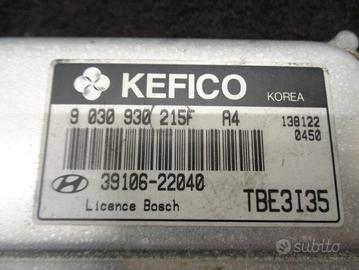 KEFICO
KOREA
9 030 930 215F A4
138122
0450
39106-22040
TBE3I35
Licence Bosch
subito